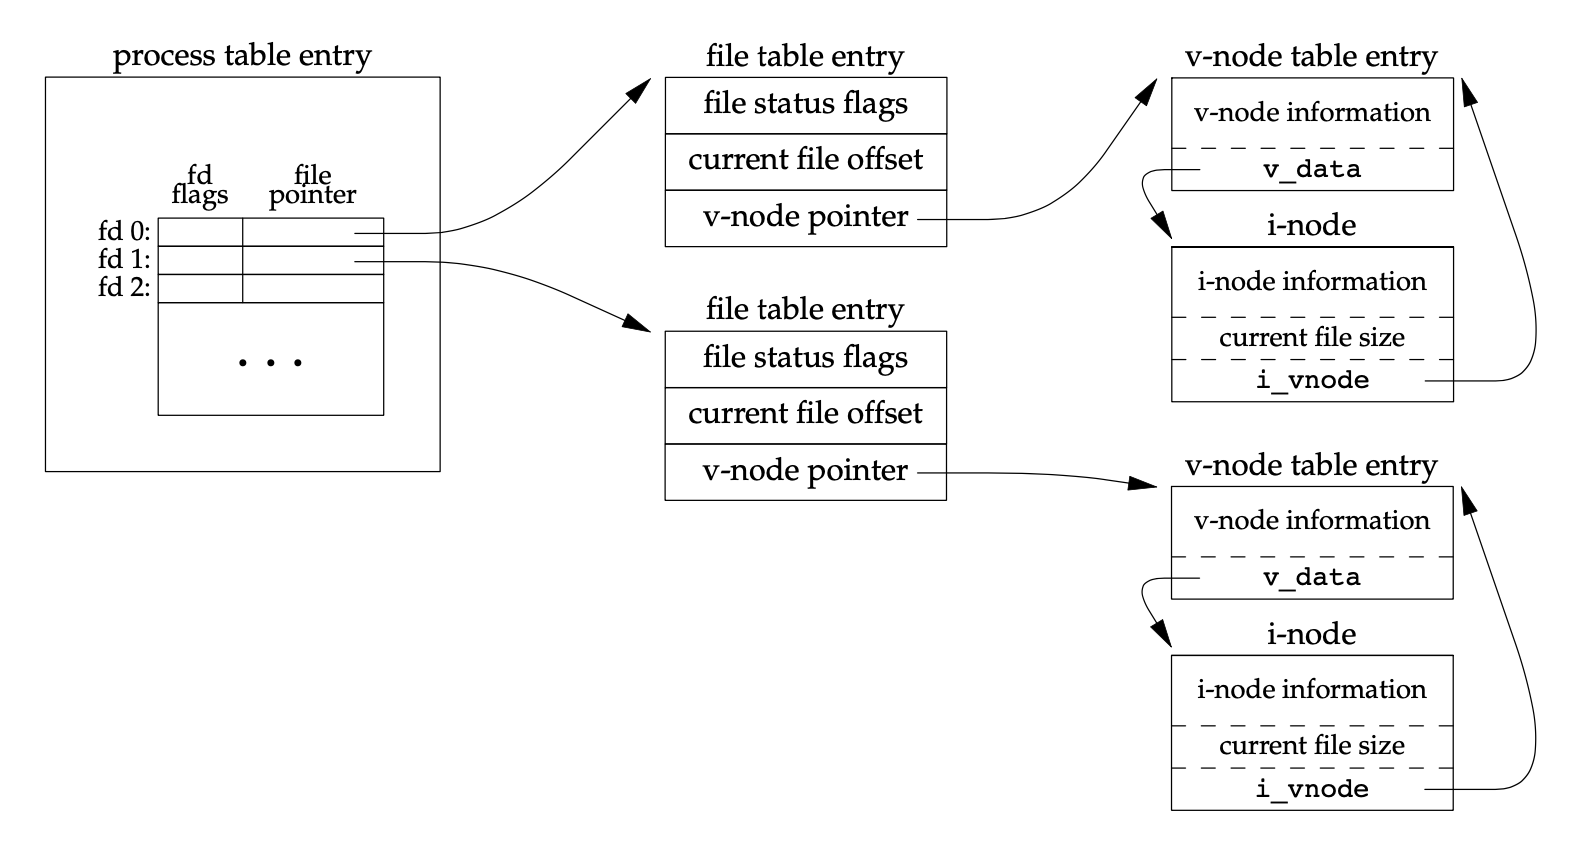 process table entry
fd
flags
file
pointer
fd 0:
fd 1:
fd 2:
. . .
file table entry
file status flags
current file offset
v-node pointer
file table entry
file status flags
current file offset
v-node pointer
v-node table entry
v-node information
v_data
i-node
i-node information
current file size
i_vnode
v-node table entry
v-node information
v_data
i-node
i-node information
current file size
i_vnode